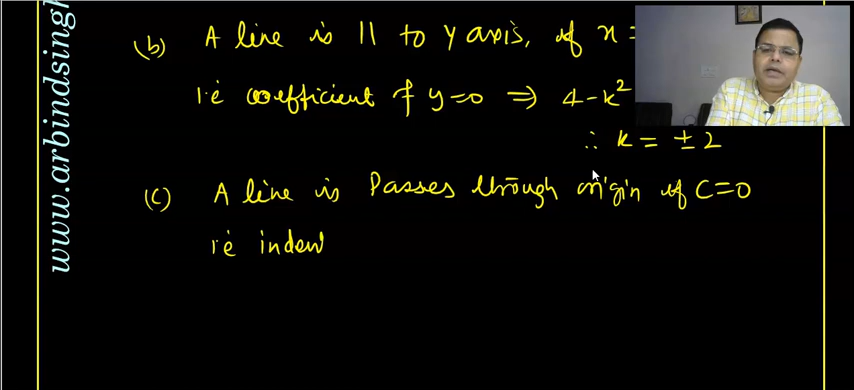 www.arbindsingh
(b) A line is || to Y axis, if x =
i.e coefficient of y=0 ⇒ 4-k²
∴ k = ±2
(c) A line is Passes through origin if C=0
i.e inden